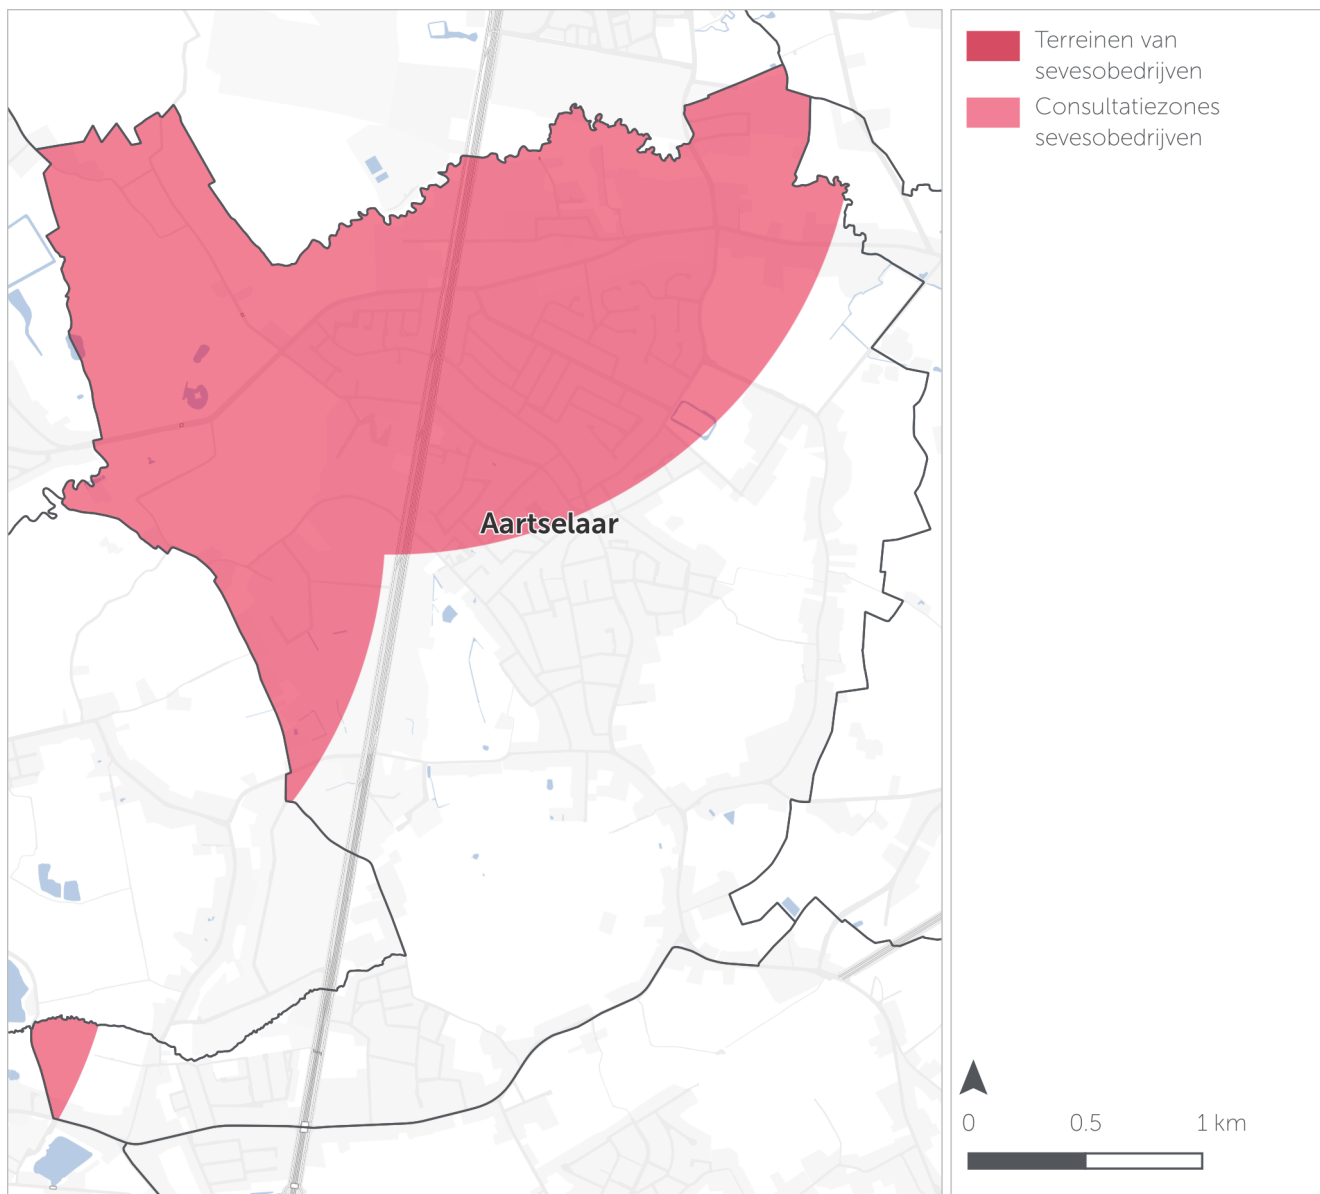 Terreinen van
sevesobedrijven
Consultatiezones
sevesobedrijven
Aartselaar
0 0.5 1 km